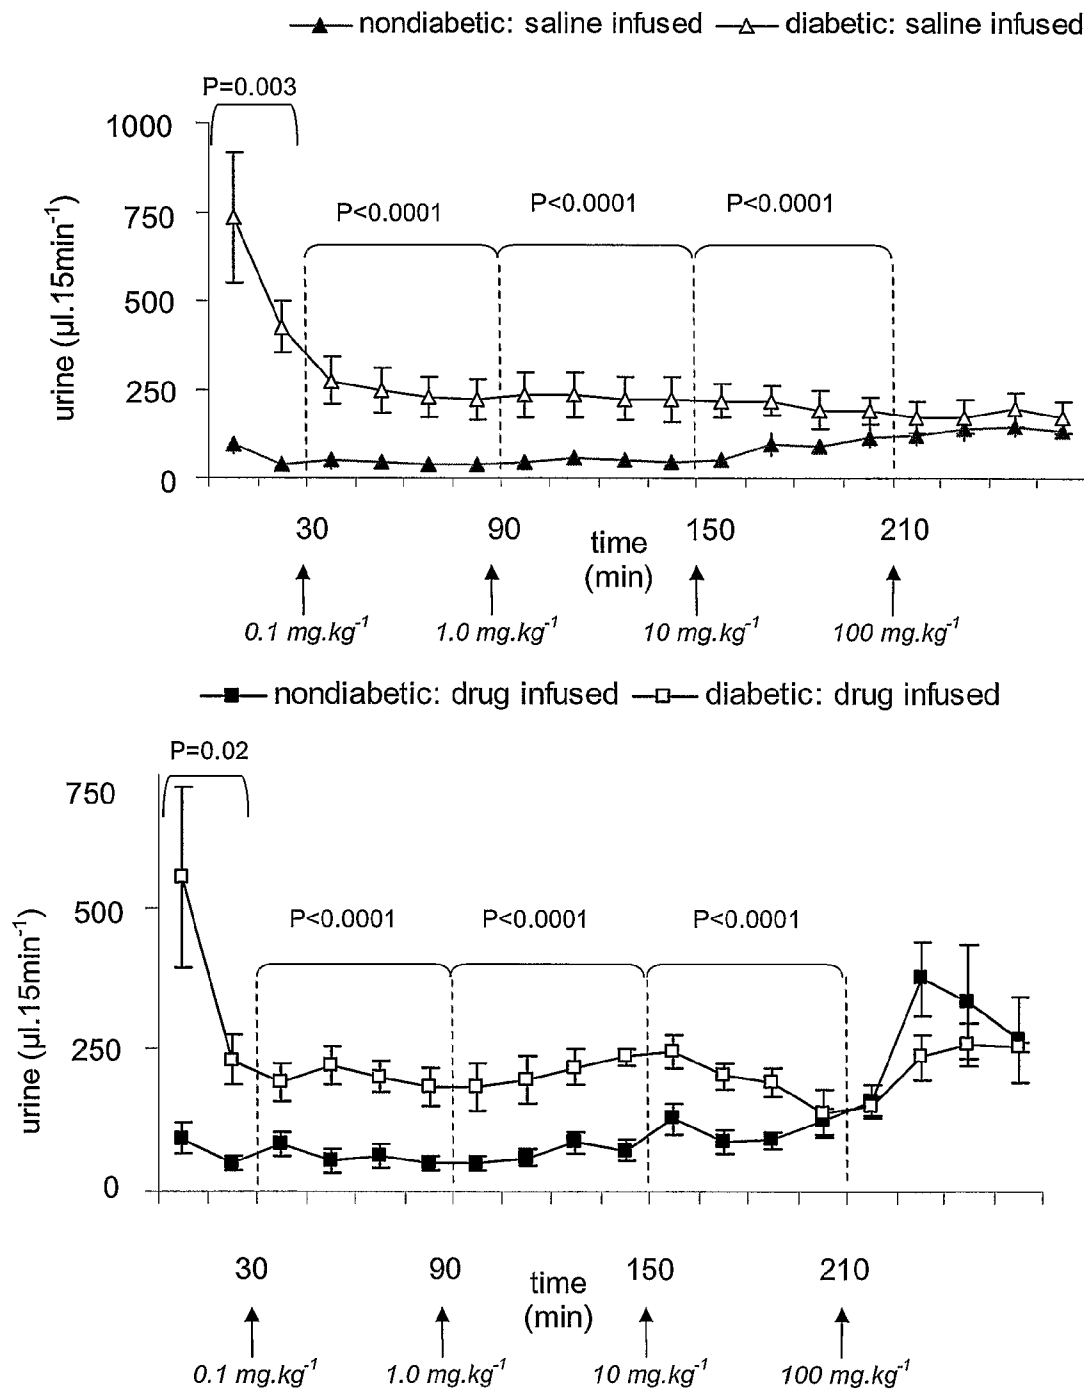 nondiabetic: saline infused diabetic: saline infused
P=0.003
1000
750
500
250
0
urine (µl.15min⁻¹)
P<0.0001 P<0.0001 P<0.0001
30 90 150 210
time
(min)
0.1 mg.kg⁻¹ 1.0 mg.kg⁻¹ 10 mg.kg⁻¹ 100 mg.kg⁻¹
nondiabetic: drug infused diabetic: drug infused
P=0.02
750
500
250
0
urine (µl.15min⁻¹)
P<0.0001 P<0.0001 P<0.0001
30 90 150 210
time
(min)
0.1 mg.kg⁻¹ 1.0 mg.kg⁻¹ 10 mg.kg⁻¹ 100 mg.kg⁻¹